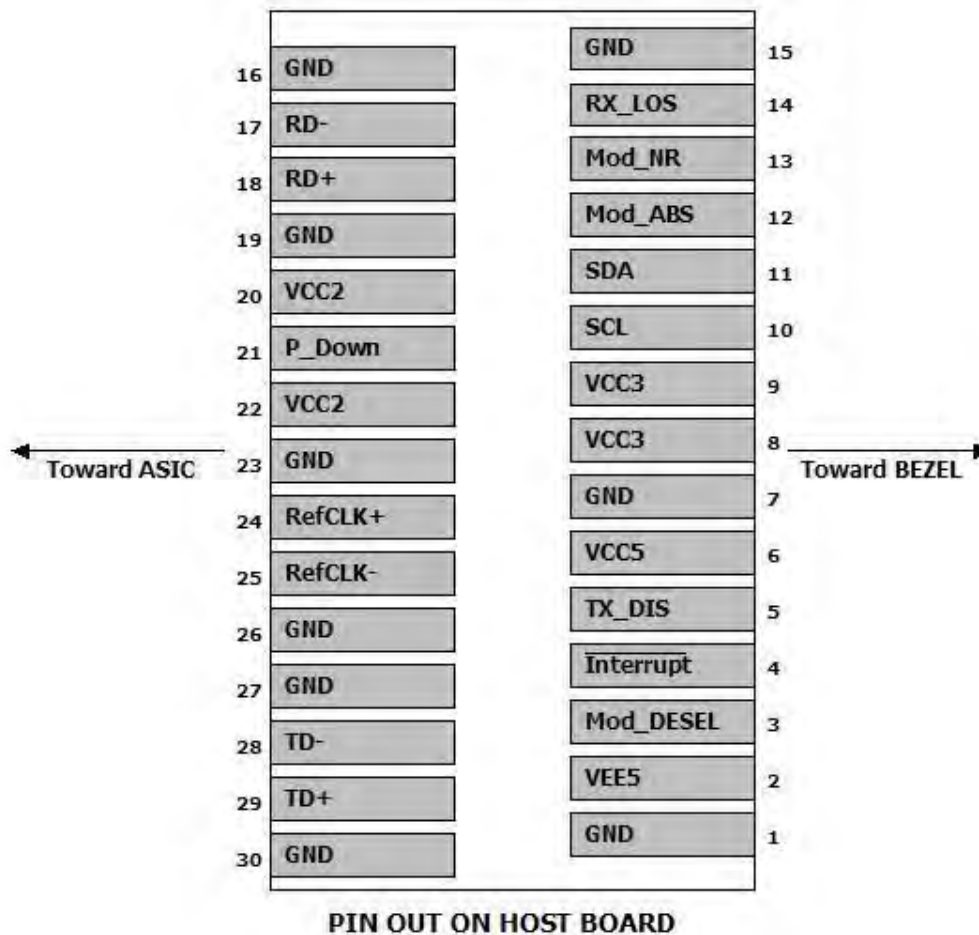 GND 15
16 GND
RX_LOS 14
17 RD-
Mod_NR 13
18 RD+
Mod_ABS 12
19 GND
SDA 11
20 VCC2
SCL 10
21 P_Down
VCC3 9
22 VCC2
VCC3 8
23 GND
Toward ASIC
Toward BEZEL
GND 7
24 RefCLK+
VCC5 6
25 RefCLK-
TX_DIS 5
26 GND
Interrupt 4
27 GND
Mod_DESEL 3
28 TD-
VEE5 2
29 TD+
GND 1
30 GND
PIN OUT ON HOST BOARD